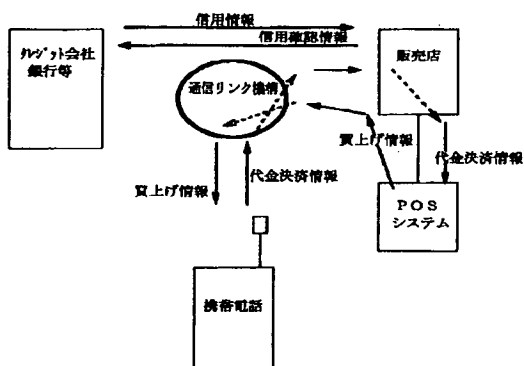 信用情報
信用確認情報
クレジット会社
銀行等
販売店
通信リンク機構
買上げ情報
代金決済情報
買上げ情報
代金決済情報
POS
システム
携帯電話